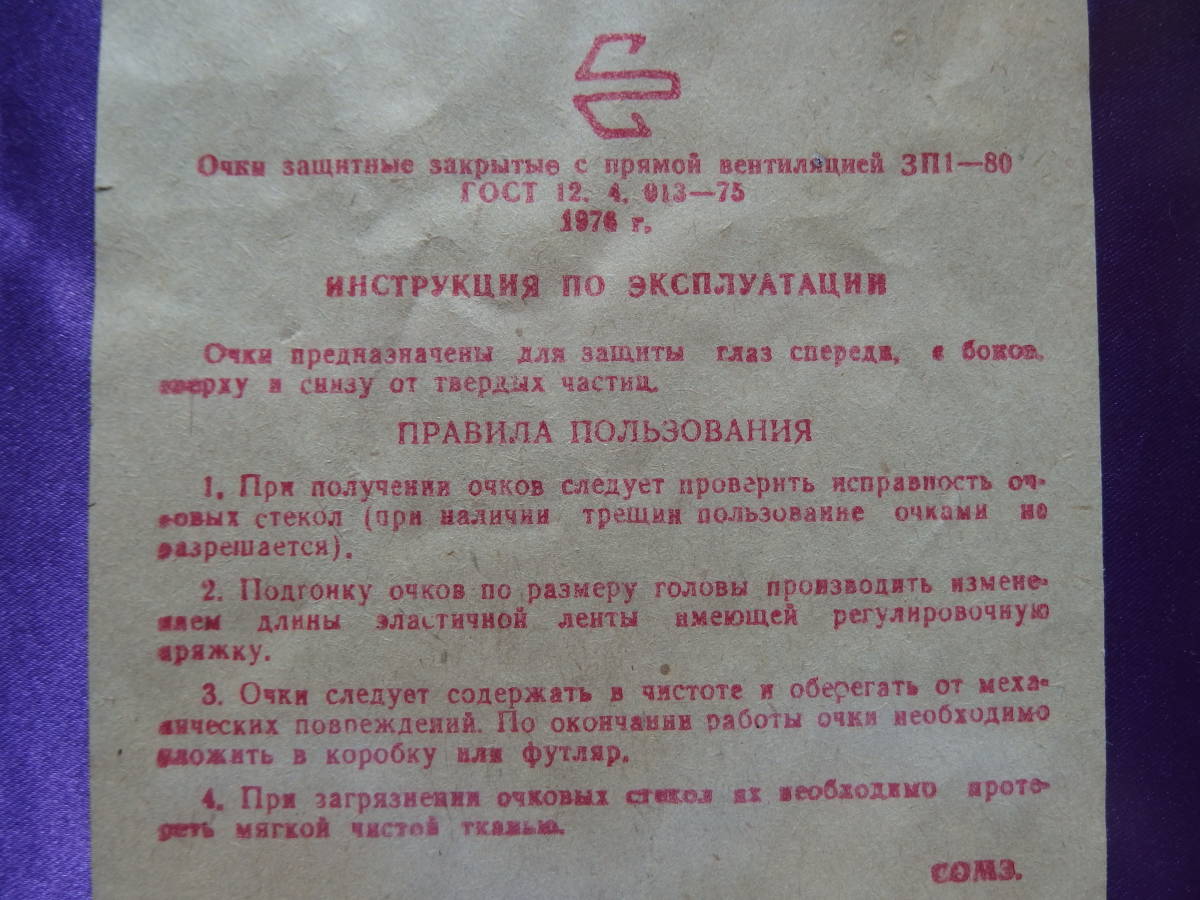 Очки защитные закрытые с прямой вентиляцией ЗП1—80
ГОСТ 12. 4. 013—75
1976 г.
ИНСТРУКЦИЯ ПО ЭКСПЛУАТАЦИИ
Очки предназначены для защиты глаз спереди, с боков,
сверху и снизу от твердых частиц.
ПРАВИЛА ПОЛЬЗОВАНИЯ
1. При получении очков следует проверить исправность оч-
ковых стекол (при наличии трещин пользование очками не
разрешается).
2. Подгонку очков по размеру головы производить измене-
нием длины эластичной ленты имеющей регулировочную
пряжку.
3. Очки следует содержать в чистоте и оберегать от меха-
нических повреждений. По окончании работы очки необходимо
вложить в коробку или футляр.
4. При загрязнении очковых стекол их необходимо проте-
реть мягкой чистой тканью.
СОМЗ.